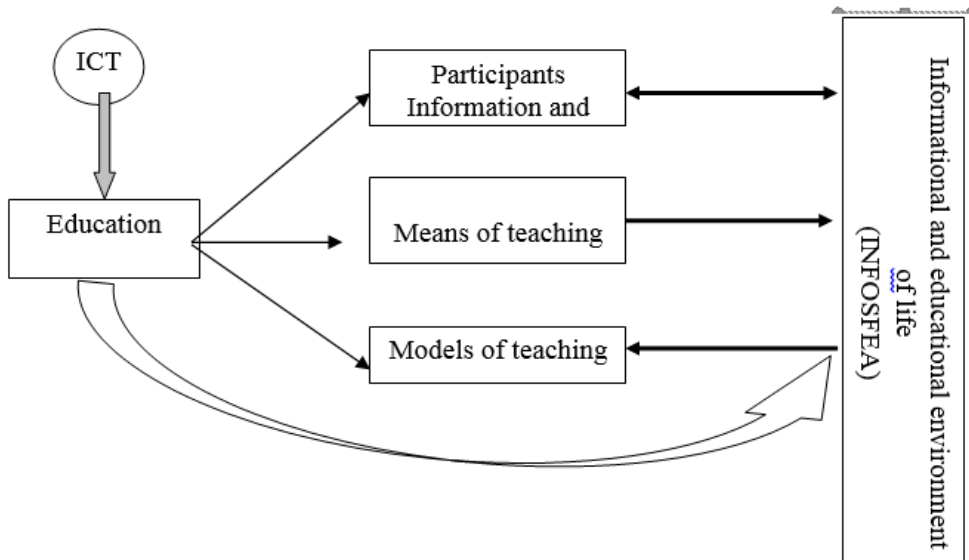 ICT
Participants
Information and
Education
Means of teaching
Models of teaching
Informational and educational environment
of life
(INFOSFEA)